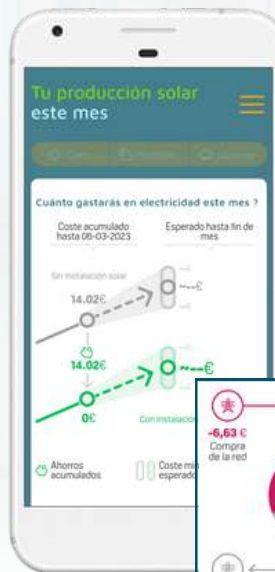 Tu producción solar
este mes
Cuánto gastarás en electricidad este mes ?
Coste acumulado
hasta 06-03-2023
Esperado hasta fin de
mes
Sin instalación solar
14.02€
~--€
14.02€
~--€
0€
Con instalación
Ahorros
acumulados
Coste
esperado
-6,63 €
Compra
de la red